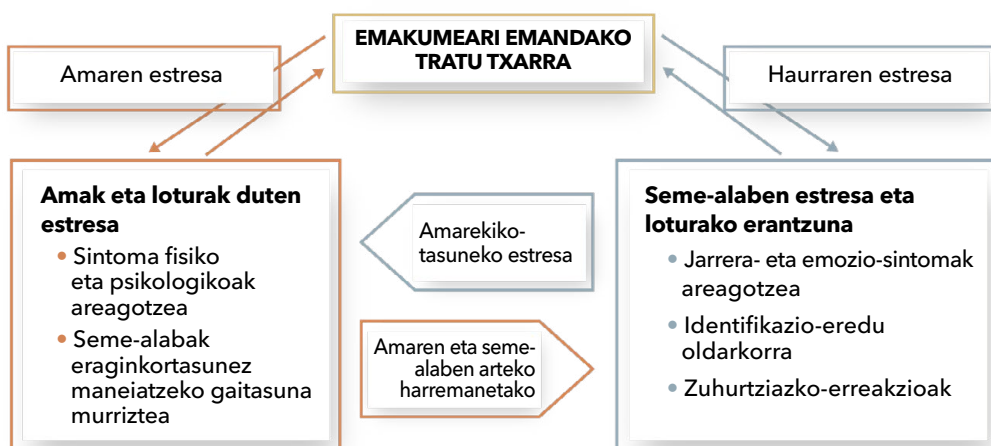 EMAKUMEARI EMANDAKO
TRATU TXARRA
Amaren estresa
Haurraren estresa
Amak eta loturak duten
estresa
• Sintoma fisiko
eta psikologikoak
areagotzea
• Seme-alabak
eraginkortasunez
maneiatzeko gaitasuna
murriztea
Amarekiko-
tasuneko estresa
Amaren eta seme-
alaben arteko
harremanetako
Seme-alaben estresa eta
loturako erantzuna
• Jarrera- eta emozio-sintomak
areagotzea
• Identifikazio-eredu
oldarkorra
• Zuhurtziazko-erreakzioak